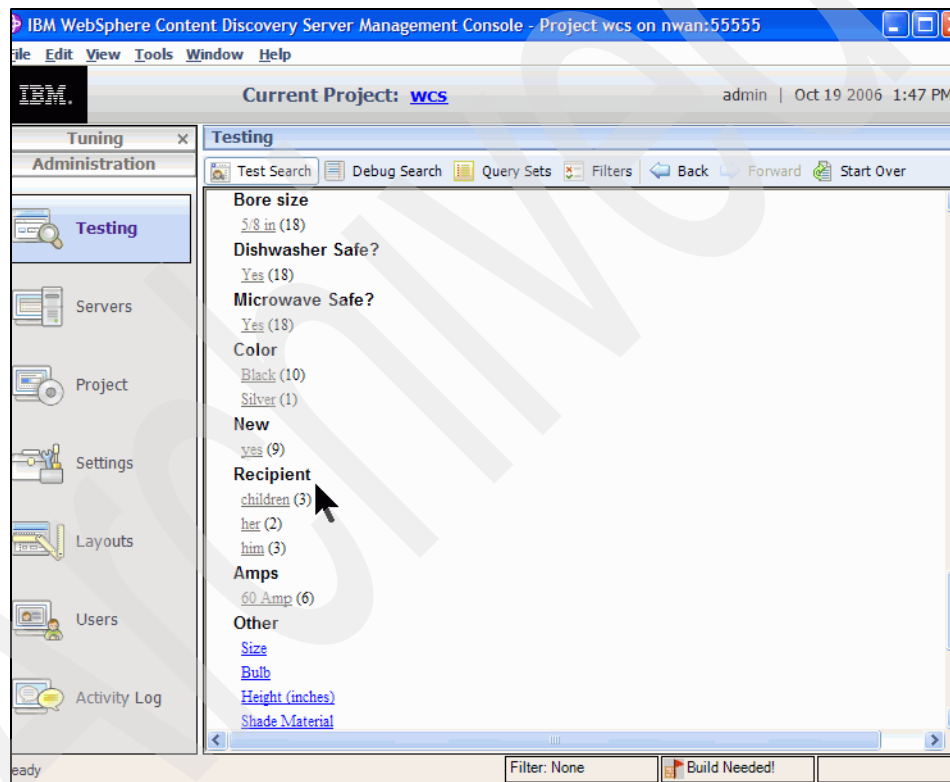 IBM WebSphere Content Discovery Server Management Console - Project wcs on nwan:55555
File Edit View Tools Window Help
IBM. Current Project: wcs admin | Oct 19 2006 1:47 PM
Tuning ×
Administration
Testing
Servers
Project
Settings
Layouts
Users
Activity Log
Testing
Test Search Debug Search Query Sets Filters Back Forward Start Over
Bore size
5/8 in (18)
Dishwasher Safe?
Yes (18)
Microwave Safe?
Yes (18)
Color
Black (10)
Silver (1)
New
yes (9)
Recipient
children (3)
her (2)
him (3)
Amps
60 Amp (6)
Other
Size
Bulb
Height (inches)
Shade Material
eady Filter: None Build Needed!